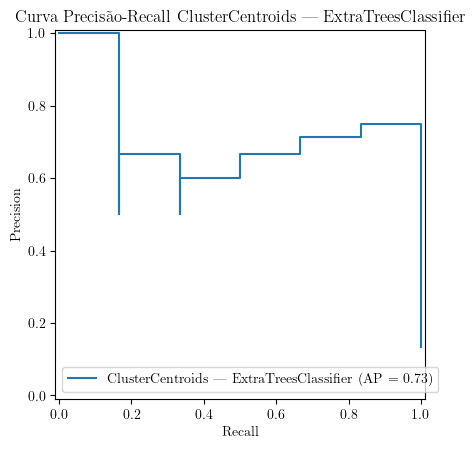 Curva Precisão-Recall ClusterCentroids — ExtraTreesClassifier
1.0
0.8
0.6
0.4
0.2
0.0
Precision
ClusterCentroids — ExtraTreesClassifier (AP = 0.73)
0.0 0.2 0.4 0.6 0.8 1.0
Recall